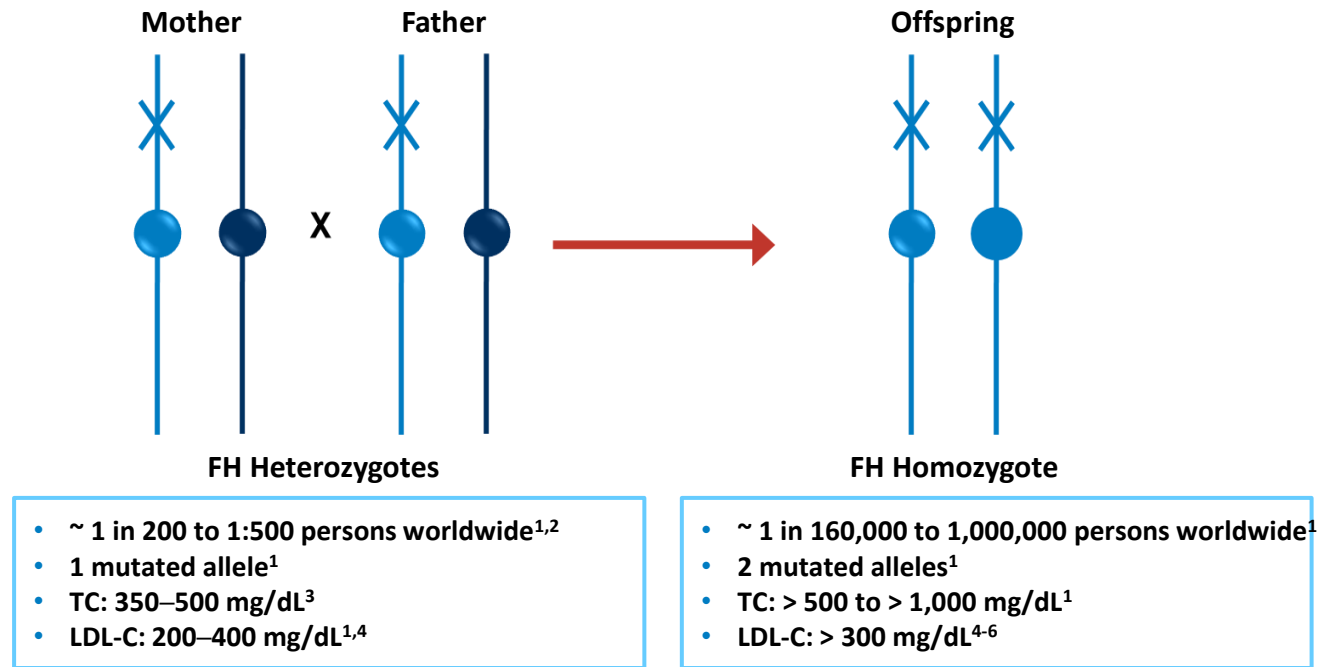 Mother
Father
Offspring
X
FH Heterozygotes
• ~ 1 in 200 to 1:500 persons worldwide1,2
• 1 mutated allele1
• TC: 350–500 mg/dL3
• LDL-C: 200–400 mg/dL1,4
FH Homozygote
• ~ 1 in 160,000 to 1,000,000 persons worldwide1
• 2 mutated alleles1
• TC: > 500 to > 1,000 mg/dL1
• LDL-C: > 300 mg/dL4-6